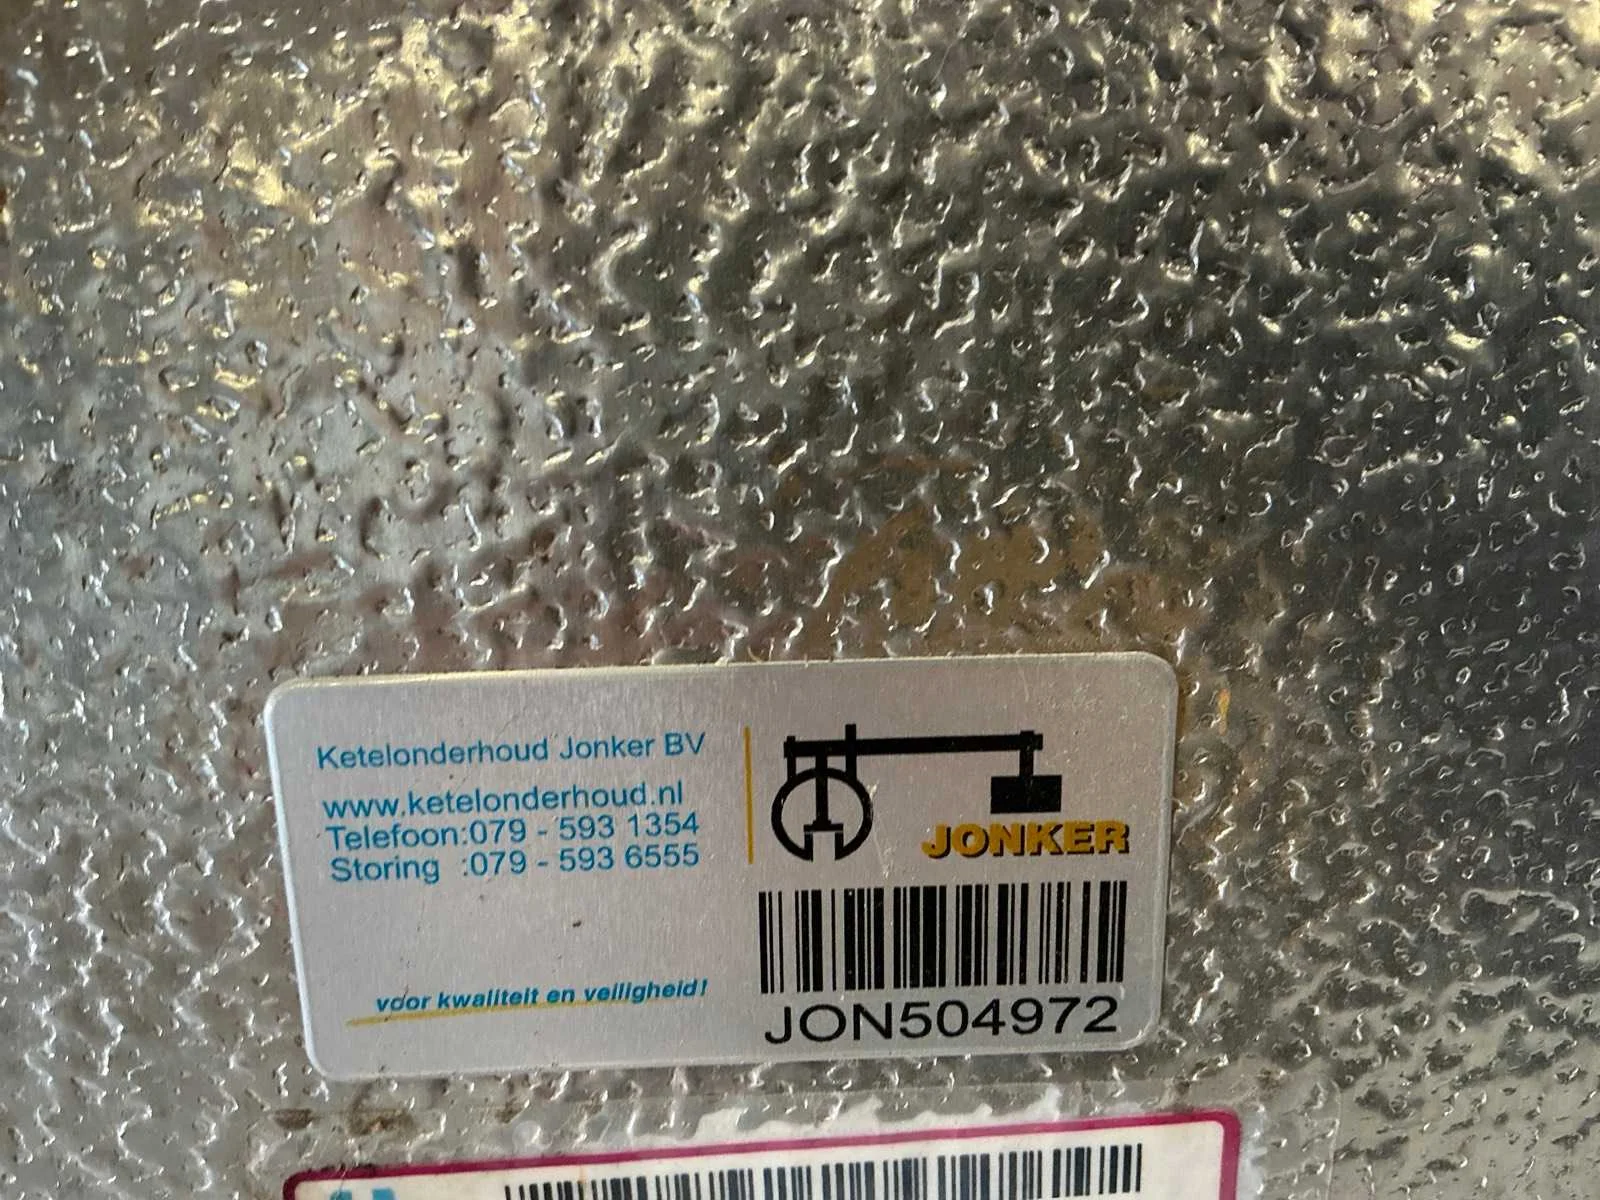 Ketelonderhoud Jonker BV
www.ketelonderhoud.nl
Telefoon:079 - 593 1354
Storing :079 - 593 6555
voor kwaliteit en veiligheid!
JONKER
JON504972